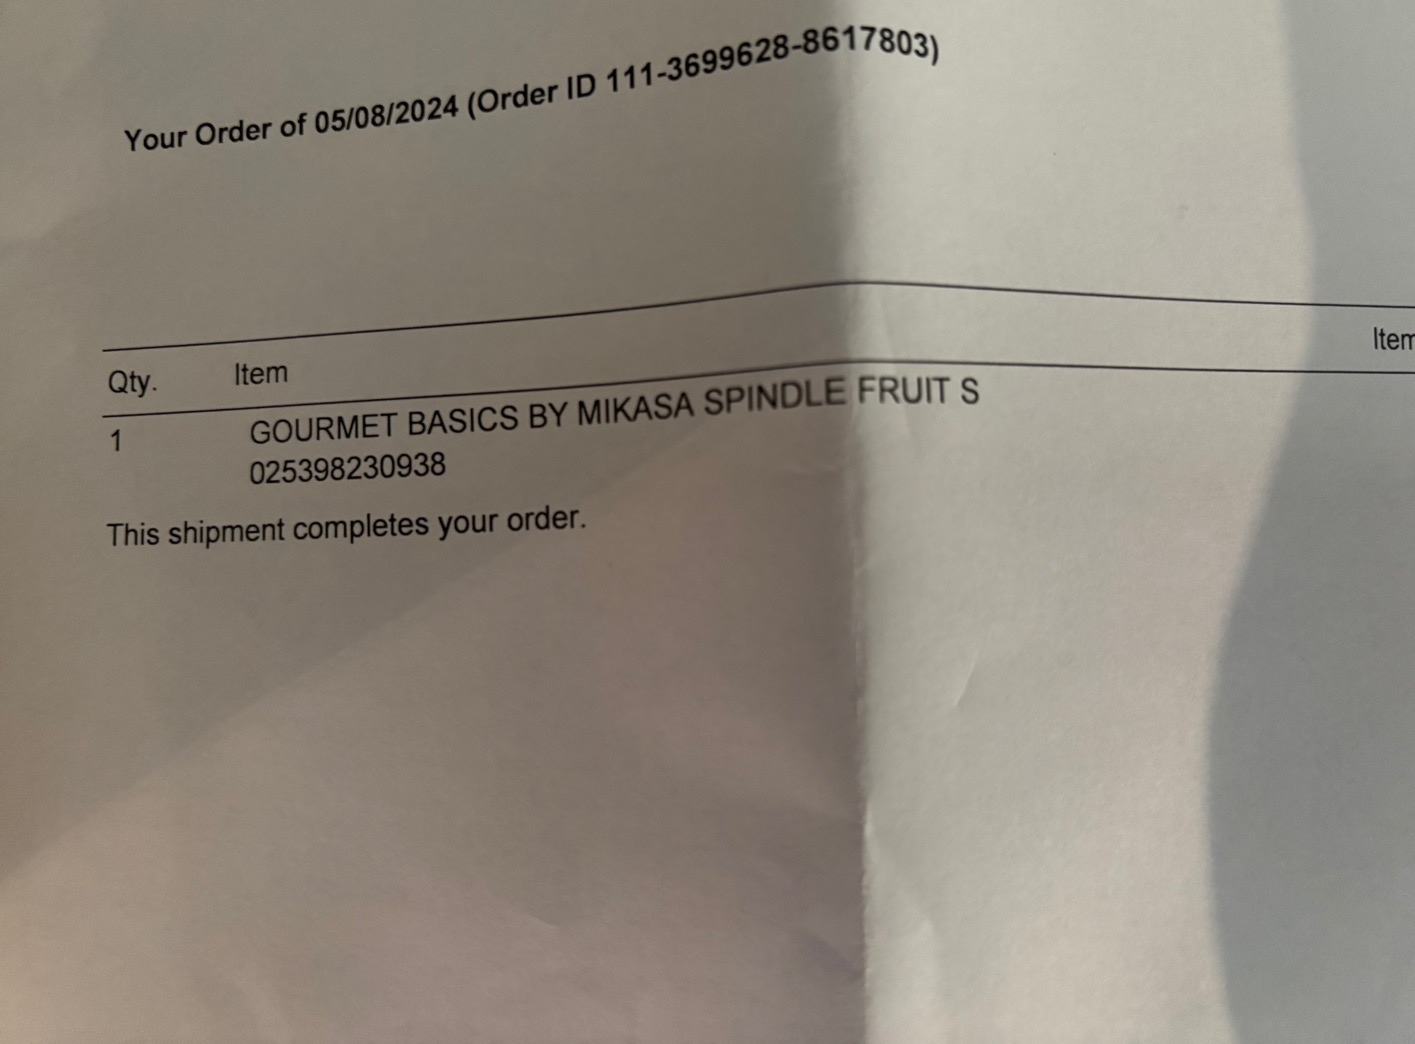 Your Order of 05/08/2024 (Order ID 111-3699628-8617803)
Qty. Item Item
1 GOURMET BASICS BY MIKASA SPINDLE FRUIT S
025398230938
This shipment completes your order.